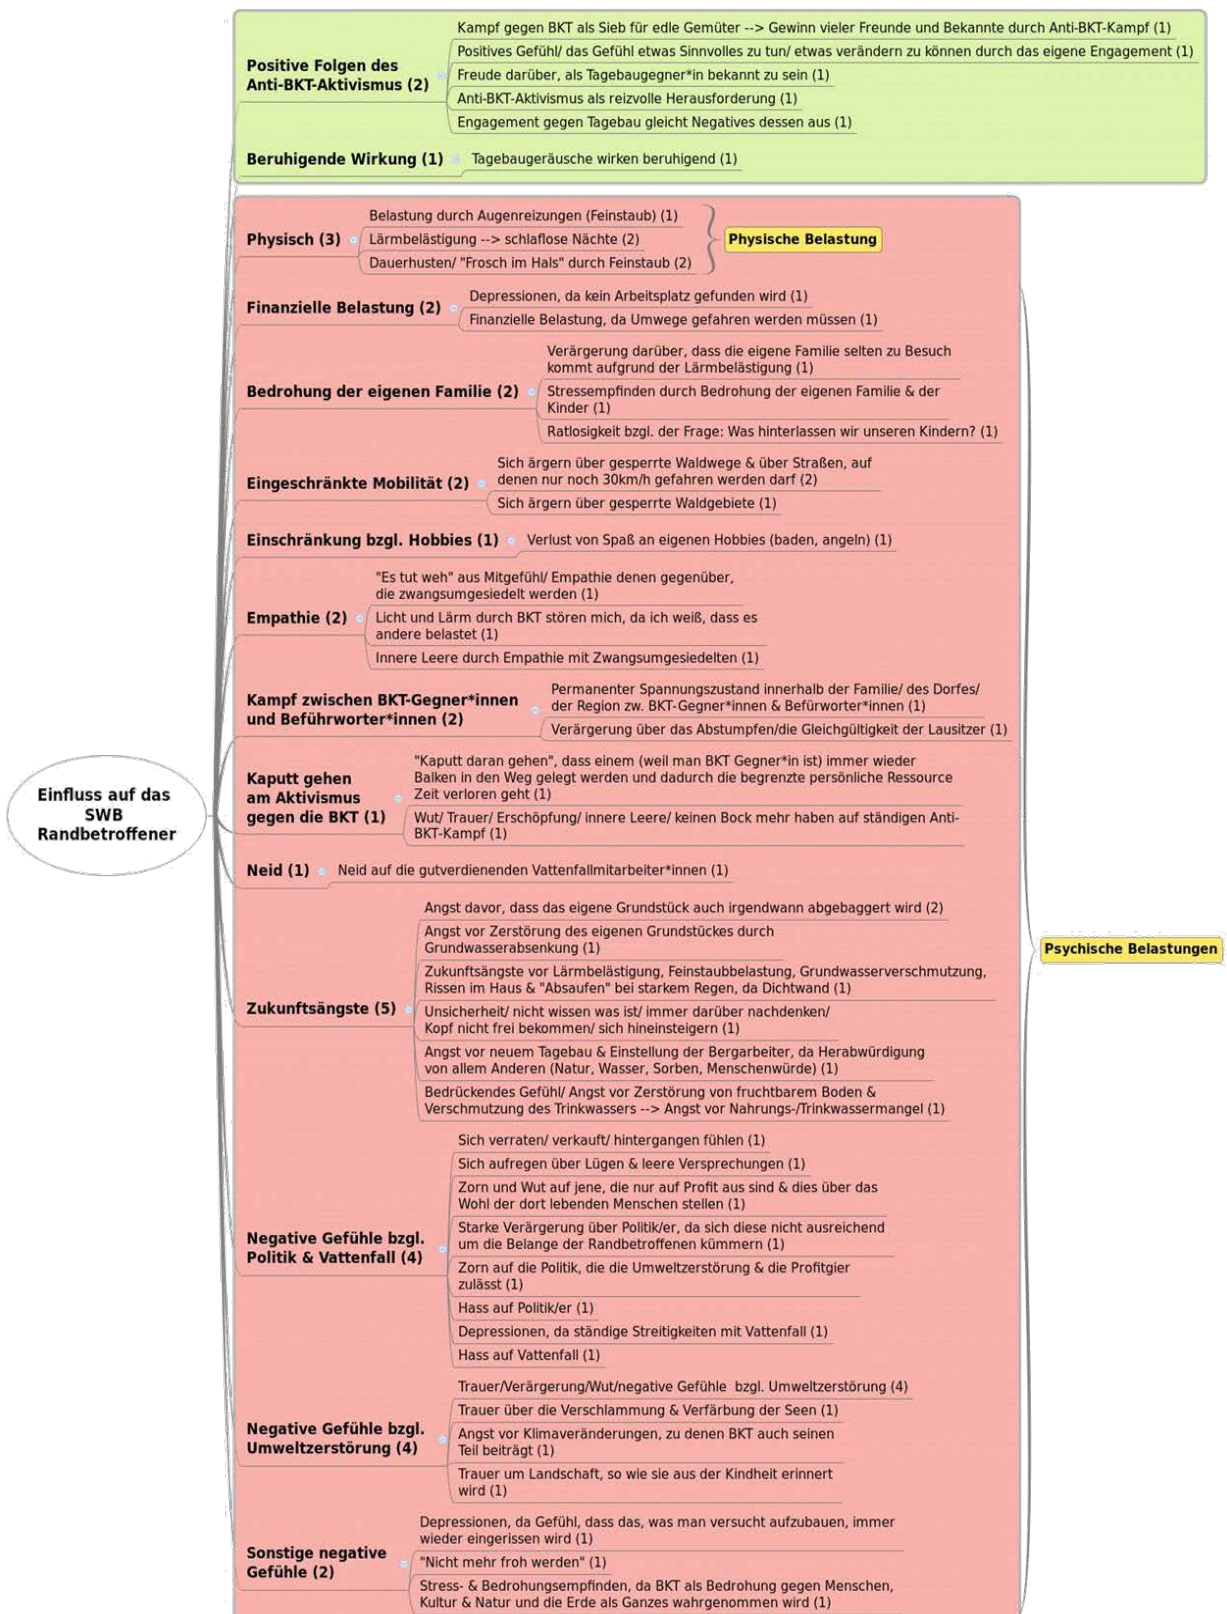 Kampf gegen BKT als Sieb für edle Gemüter --> Gewinn vieler Freunde und Bekannte durch Anti-BKT-Kampf (1)
Positives Gefühl/ das Gefühl etwas Sinnvolles zu tun/ etwas verändern zu können durch das eigene Engagement (1)
Positive Folgen des
Anti-BKT-Aktivismus (2)
Freude darüber, als Tagebaugegner*in bekannt zu sein (1)
Anti-BKT-Aktivismus als reizvolle Herausforderung (1)
Engagement gegen Tagebau gleicht Negatives dessen aus (1)
Beruhigende Wirkung (1)
Tagebaugeräusche wirken beruhigend (1)
Physisch (3)
Belastung durch Augenreizungen (Feinstaub) (1)
Lärmbelästigung --> schlaflose Nächte (2)
Dauerhusten/ "Frosch im Hals" durch Feinstaub (2)
Physische Belastung
Finanzielle Belastung (2)
Depressionen, da kein Arbeitsplatz gefunden wird (1)
Finanzielle Belastung, da Umwege gefahren werden müssen (1)
Bedrohung der eigenen Familie (2)
Verärgerung darüber, dass die eigene Familie selten zu Besuch
kommt aufgrund der Lärmbelästigung (1)
Stressempfinden durch Bedrohung der eigenen Familie & der
Kinder (1)
Ratlosigkeit bzgl. der Frage: Was hinterlassen wir unseren Kindern? (1)
Eingeschränkte Mobilität (2)
Sich ärgern über gesperrte Waldwege & über Straßen, auf
denen nur noch 30km/h gefahren werden darf (2)
Sich ärgern über gesperrte Waldgebiete (1)
Einschränkung bzgl. Hobbies (1)
Verlust von Spaß an eigenen Hobbies (baden, angeln) (1)
Empathie (2)
"Es tut weh" aus Mitgefühl/ Empathie denen gegenüber,
die zwangsumgesiedelt werden (1)
Licht und Lärm durch BKT stören mich, da ich weiß, dass es
andere belastet (1)
Innere Leere durch Empathie mit Zwangsumgesiedelten (1)
Kampf zwischen BKT-Gegner*innen
und Beführworter*innen (2)
Permanenter Spannungszustand innerhalb der Familie/ des Dorfes/
der Region zw. BKT-Gegner*innen & Befürworter*innen (1)
Verärgerung über das Abstumpfen/die Gleichgültigkeit der Lausitzer (1)
Kaputt gehen
am Aktivismus
gegen die BKT (1)
"Kaputt daran gehen", dass einem (weil man BKT Gegner*in ist) immer wieder
Balken in den Weg gelegt werden und dadurch die begrenzte persönliche Ressource
Zeit verloren geht (1)
Wut/ Trauer/ Erschöpfung/ innere Leere/ keinen Bock mehr haben auf ständigen Anti-
BKT-Kampf (1)
Einfluss auf das
SWB
Randbetroffener
Neid (1)
Neid auf die gutverdienenden Vattenfallmitarbeiter*innen (1)
Zukunftsängste (5)
Angst davor, dass das eigene Grundstück auch irgendwann abgebaggert wird (2)
Angst vor Zerstörung des eigenen Grundstückes durch
Grundwasserabsenkung (1)
Zukunftsängste vor Lärmbelästigung, Feinstaubbelastung, Grundwasserverschmutzung,
Rissen im Haus & "Absaufen" bei starkem Regen, da Dichtwand (1)
Unsicherheit/ nicht wissen was ist/ immer darüber nachdenken/
Kopf nicht frei bekommen/ sich hineinsteigern (1)
Angst vor neuem Tagebau & Einstellung der Bergarbeiter, da Herabwürdigung
von allem Anderen (Natur, Wasser, Sorben, Menschenwürde) (1)
Bedrückendes Gefühl/ Angst vor Zerstörung von fruchtbarem Boden &
Verschmutzung des Trinkwassers --> Angst vor Nahrungs-/Trinkwassermangel (1)
Psychische Belastungen
Negative Gefühle bzgl.
Politik & Vattenfall (4)
Sich verraten/ verkauft/ hintergangen fühlen (1)
Sich aufregen über Lügen & leere Versprechungen (1)
Zorn und Wut auf jene, die nur auf Profit aus sind & dies über das
Wohl der dort lebenden Menschen stellen (1)
Starke Verärgerung über Politik/er, da sich diese nicht ausreichend
um die Belange der Randbetroffenen kümmern (1)
Zorn auf die Politik, die die Umweltzerstörung & die Profitgier
zulässt (1)
Hass auf Politik/er (1)
Depressionen, da ständige Streitigkeiten mit Vattenfall (1)
Hass auf Vattenfall (1)
Negative Gefühle bzgl.
Umweltzerstörung (4)
Trauer/Verärgerung/Wut/negative Gefühle bzgl. Umweltzerstörung (4)
Trauer über die Verschlammung & Verfärbung der Seen (1)
Angst vor Klimaveränderungen, zu denen BKT auch seinen
Teil beiträgt (1)
Trauer um Landschaft, so wie sie aus der Kindheit erinnert
wird (1)
Sonstige negative
Gefühle (2)
Depressionen, da Gefühl, dass das, was man versucht aufzubauen, immer
wieder eingerissen wird (1)
"Nicht mehr froh werden" (1)
Stress- & Bedrohungsempfinden, da BKT als Bedrohung gegen Menschen,
Kultur & Natur und die Erde als Ganzes wahrgenommen wird (1)